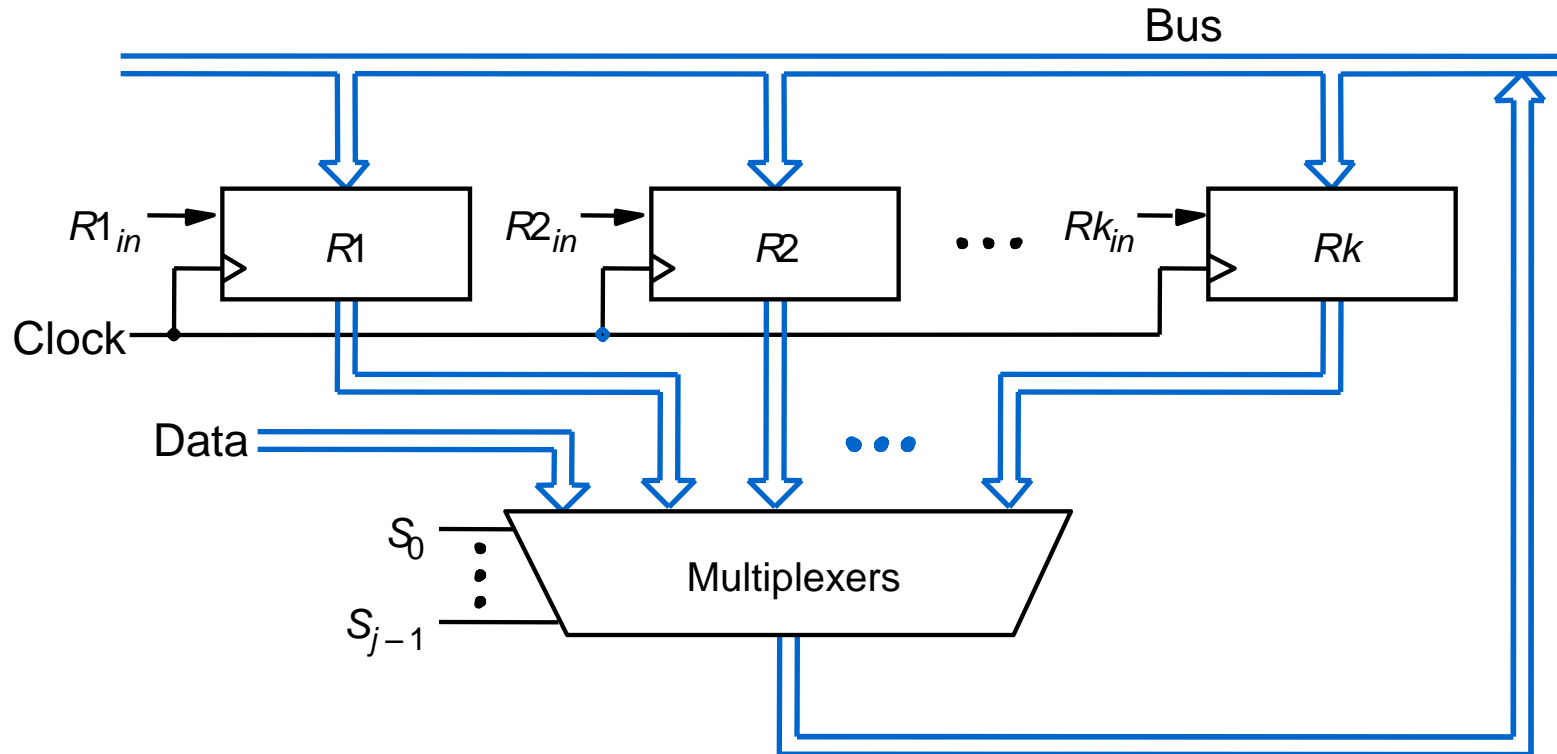 Bus
R1in R1 R2in R2 Rkin Rk
Clock
Data
S0
Multiplexers
Sj – 1